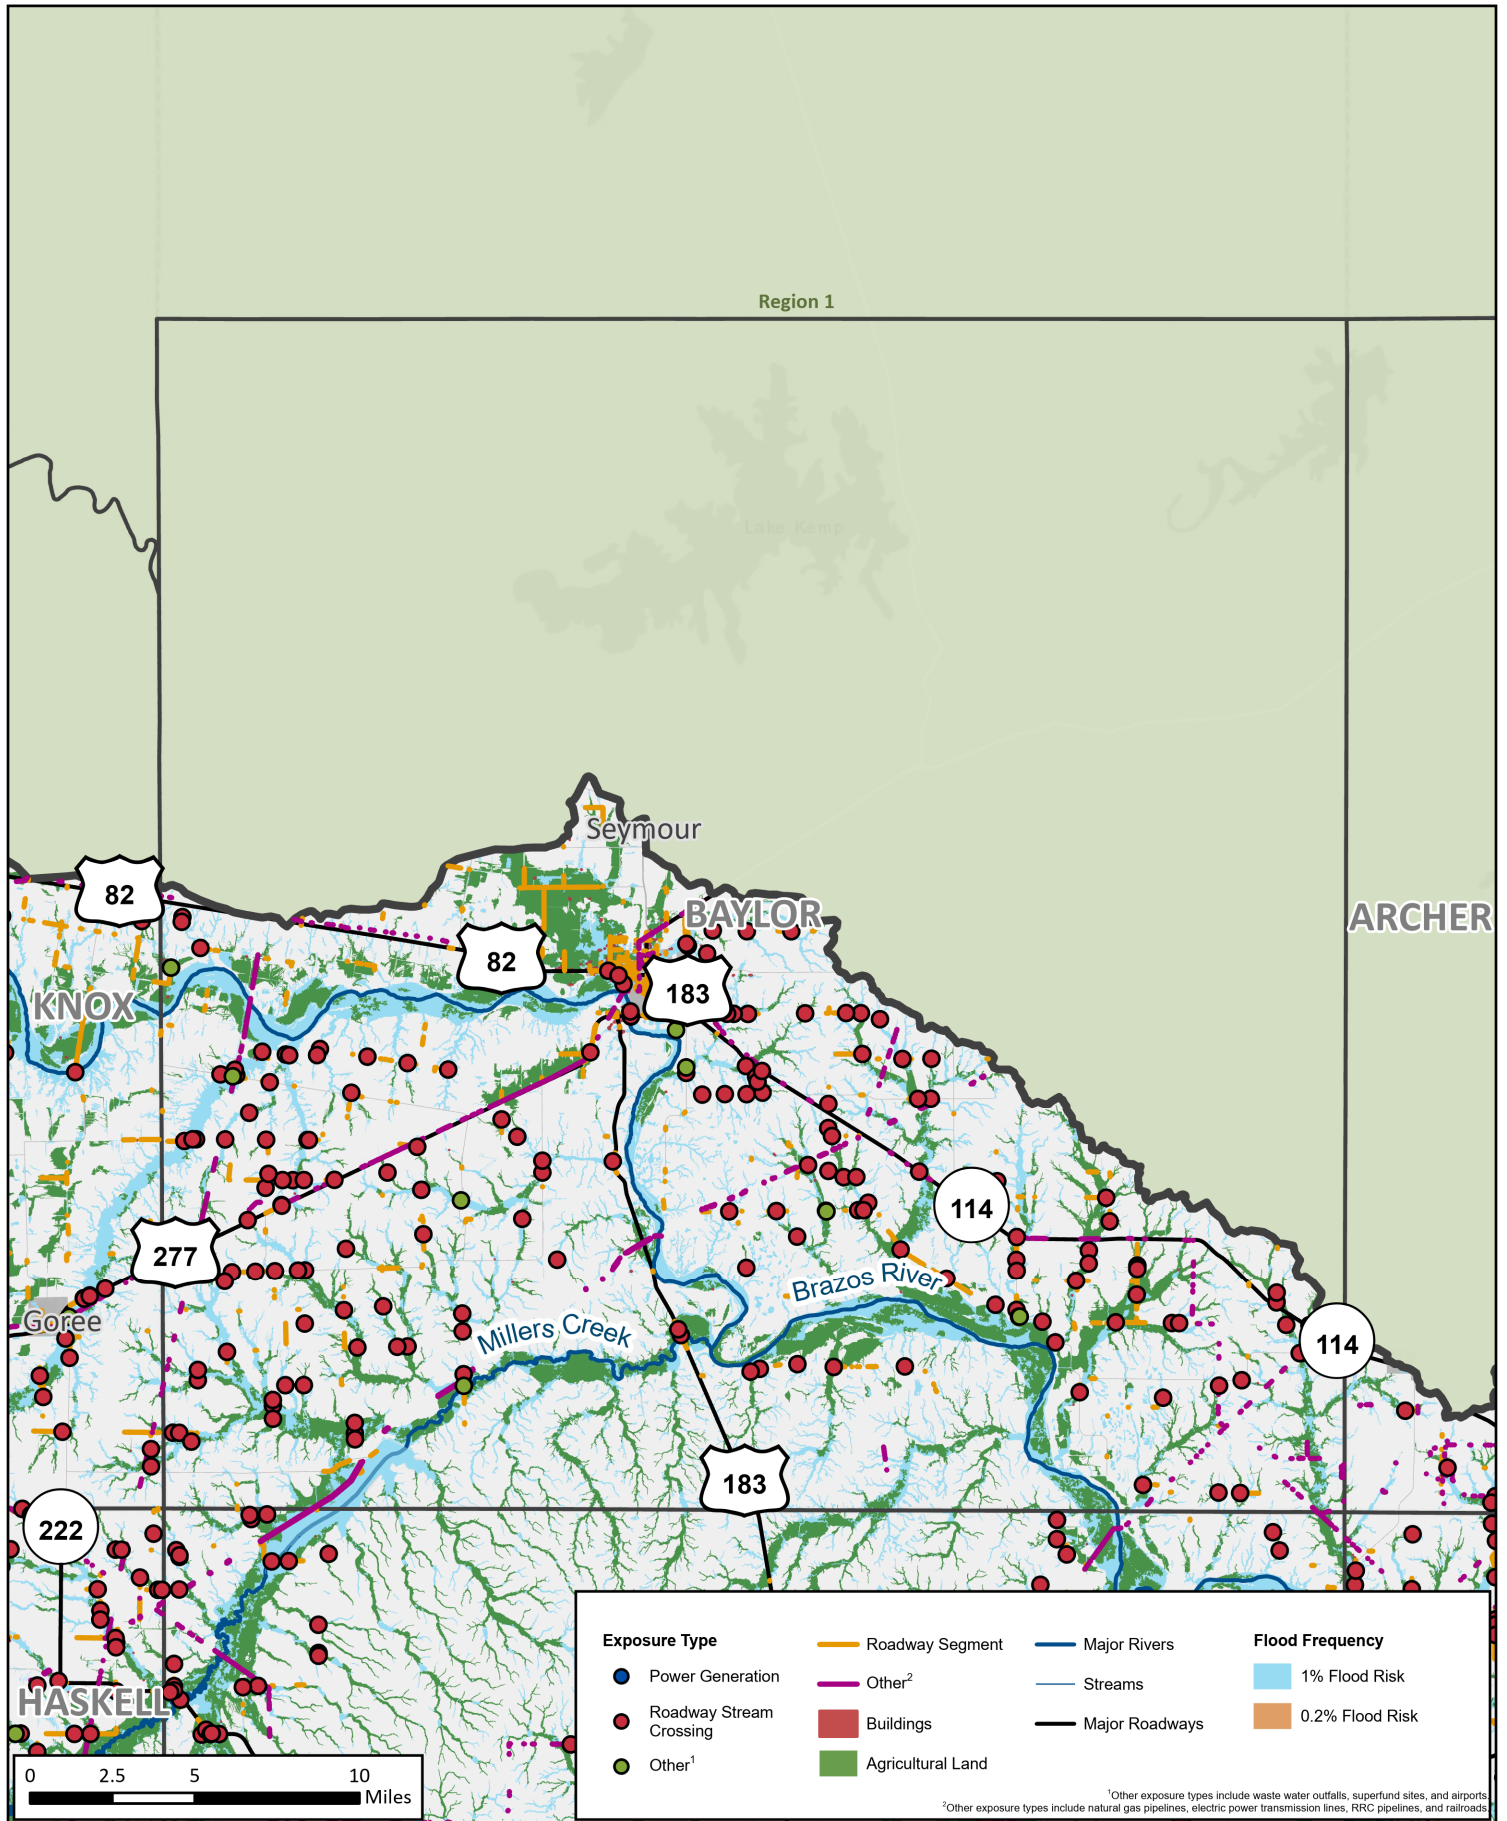 Region 1
Lake Kemp
Seymour
82
BAYLOR
ARCHER
82
183
KNOX
114
277
Brazos River
Goree
Millers Creek
114
183
222
HASKELL
0 2.5 5 10
Miles
Exposure Type
Power Generation
Roadway Stream
Crossing
Other1
Roadway Segment
Other2
Buildings
Agricultural Land
Major Rivers
Streams
Major Roadways
Flood Frequency
1% Flood Risk
0.2% Flood Risk
1Other exposure types include waste water outfalls, superfund sites, and airports.
2Other exposure types include natural gas pipelines, electric power transmission lines, RRC pipelines, and railroads.